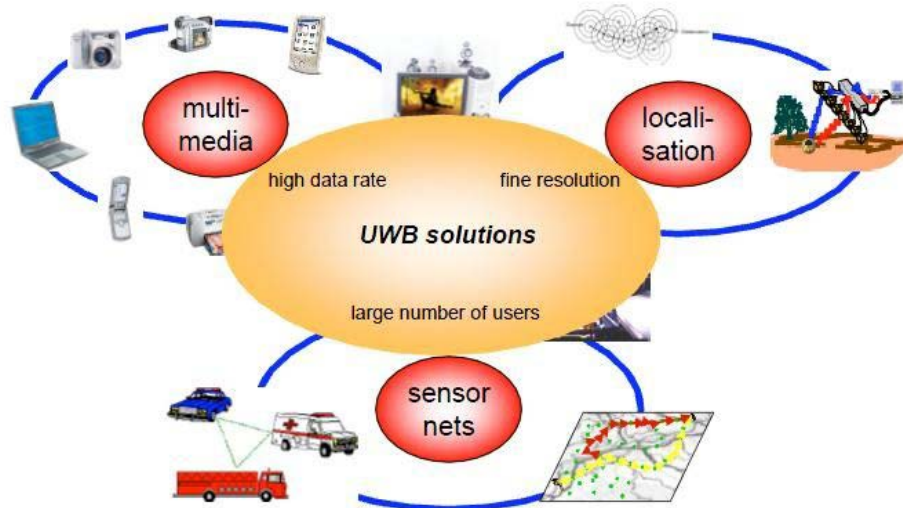 multi-
media
locali-
sation
high data rate
fine resolution
UWB solutions
large number of users
sensor
nets